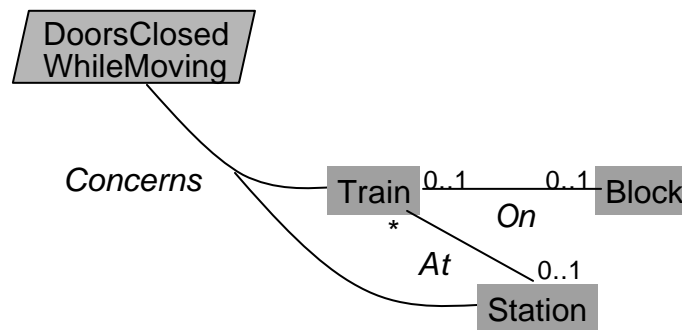 DoorsClosed
WhileMoving
Concerns
Train
0..1
0..1
Block
On
*
At
0..1
Station